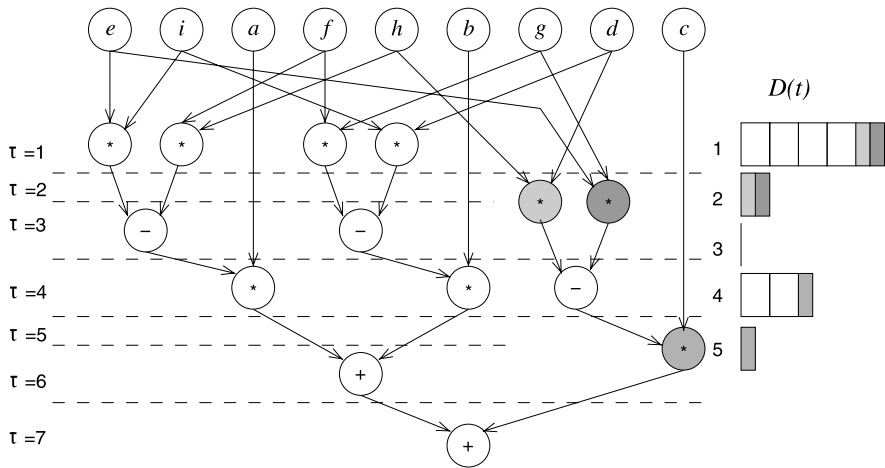 e i a f h b g d c
D(t)
τ =1 * * * * 1
τ =2 * * 2
τ =3 − − 3
τ =4 * * − 4
τ =5 * 5
τ =6 +
τ =7 +